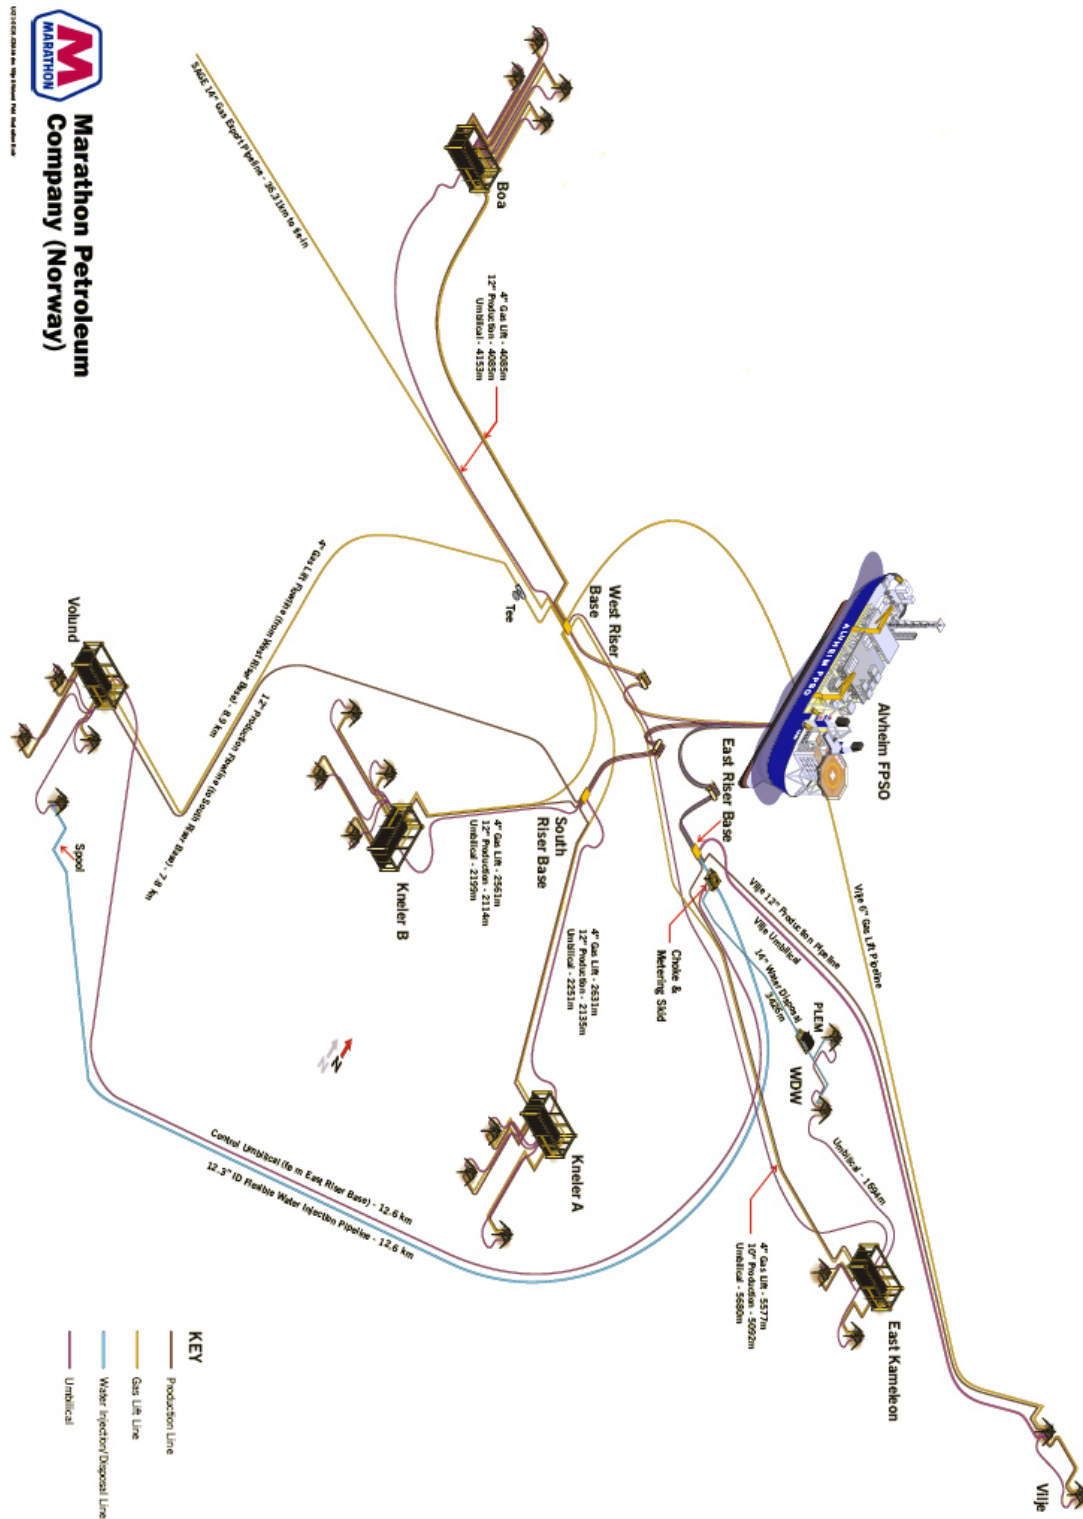 MARATHON
Marathon Petroleum
Company (Norway)
SAGE 14" Gas Export Pipeline - 36,31km to tie-in
Boa
4" Gas Lift - 4085m
12" Production - 4085m
Umbilical - 4153m
West Riser
Base
Tee
ALVHEIM FPSO
Alvheim FPSO
East Riser Base
Vilje 6" Gas Lift Pipeline
Vilje 12" Production Pipeline
Vilje Umbilical
14" Water Disposal
PLEM
WDW
Choke &
Metering Skid
Umbilical - 1694m
4" Gas Lift Flowline (from West Riser Base) - 8.9 km
12" Production Flowline (to South Riser Base) - 7.8 km
Volund
Spool
South
Riser Base
4" Gas Lift - 2561m
12" Production - 2114m
Umbilical - 2199m
Kneler B
4" Gas Lift - 2631m
12" Production - 2135m
Umbilical - 2251m
N
N
Kneler A
Control Umbilical (from East Riser Base) - 12.6 km
12.3" ID Flexible Water Injection Pipeline - 12.6 km
4" Gas Lift - 5577m
10" Production - 5092m
Umbilical - 5680m
East Kameleon
Vilje
KEY
Production Line
Gas Lift Line
Water Injection/Disposal Line
Umbilical